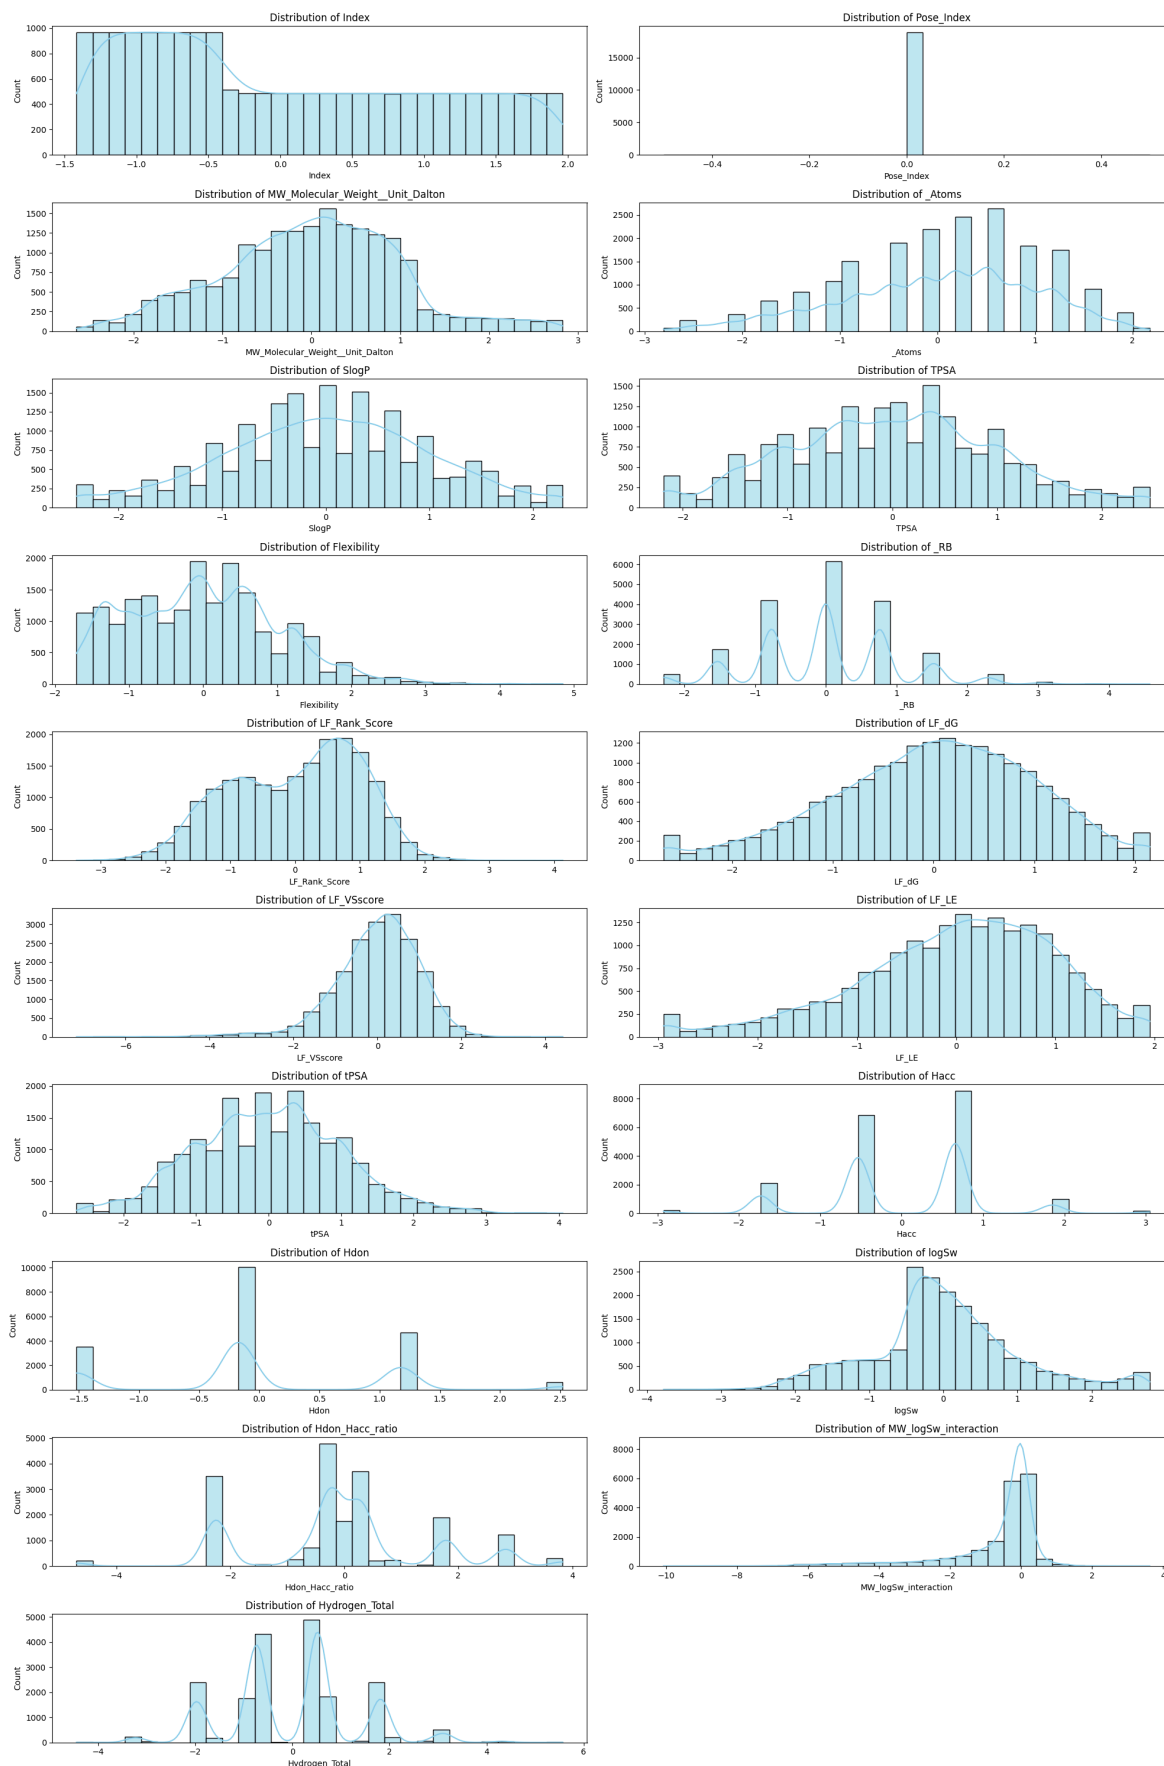 Distribution of Index
Count
1000
800
600
400
200
0
−1.5 −1.0 −0.5 0.0 0.5 1.0 1.5 2.0
Index
Distribution of Pose_Index
Count
15000
10000
5000
0
−0.4 −0.2 0.0 0.2 0.4
Pose_Index
Distribution of MW_Molecular_Weight__Unit_Dalton
Count
1500
1250
1000
750
500
250
0
−2 −1 0 1 2 3
MW_Molecular_Weight__Unit_Dalton
Distribution of _Atoms
Count
2500
2000
1500
1000
500
0
−3 −2 −1 0 1 2
_Atoms
Distribution of SlogP
Count
1500
1250
1000
750
500
250
0
−2 −1 0 1 2
SlogP
Distribution of TPSA
Count
1500
1250
1000
750
500
250
0
−2 −1 0 1 2
TPSA
Distribution of Flexibility
Count
2000
1500
1000
500
0
−2 −1 0 1 2 3 4 5
Flexibility
Distribution of _RB
Count
6000
5000
4000
3000
2000
1000
0
−2 −1 0 1 2 3 4
_RB
Distribution of LF_Rank_Score
Count
2000
1500
1000
500
0
−3 −2 −1 0 1 2 3 4
LF_Rank_Score
Distribution of LF_dG
Count
1200
1000
800
600
400
200
0
−2 −1 0 1 2
LF_dG
Distribution of LF_VSscore
Count
3000
2500
2000
1500
1000
500
0
−6 −4 −2 0 2 4
LF_VSscore
Distribution of LF_LE
Count
1250
1000
750
500
250
0
−3 −2 −1 0 1 2
LF_LE
Distribution of tPSA
Count
2000
1500
1000
500
0
−2 −1 0 1 2 3 4
tPSA
Distribution of Hacc
Count
8000
6000
4000
2000
0
−3 −2 −1 0 1 2 3
Hacc
Distribution of Hdon
Count
10000
8000
6000
4000
2000
0
−1.5 −1.0 −0.5 0.0 0.5 1.0 1.5 2.0 2.5
Hdon
Distribution of logSw
Count
2500
2000
1500
1000
500
0
−4 −3 −2 −1 0 1 2
logSw
Distribution of Hdon_Hacc_ratio
Count
5000
4000
3000
2000
1000
0
−4 −2 0 2 4
Hdon_Hacc_ratio
Distribution of MW_logSw_interaction
Count
8000
6000
4000
2000
0
−10 −8 −6 −4 −2 0 2 4
MW_logSw_interaction
Distribution of Hydrogen_Total
Count
5000
4000
3000
2000
1000
0
−4 −2 0 2 4 6
Hydrogen_Total